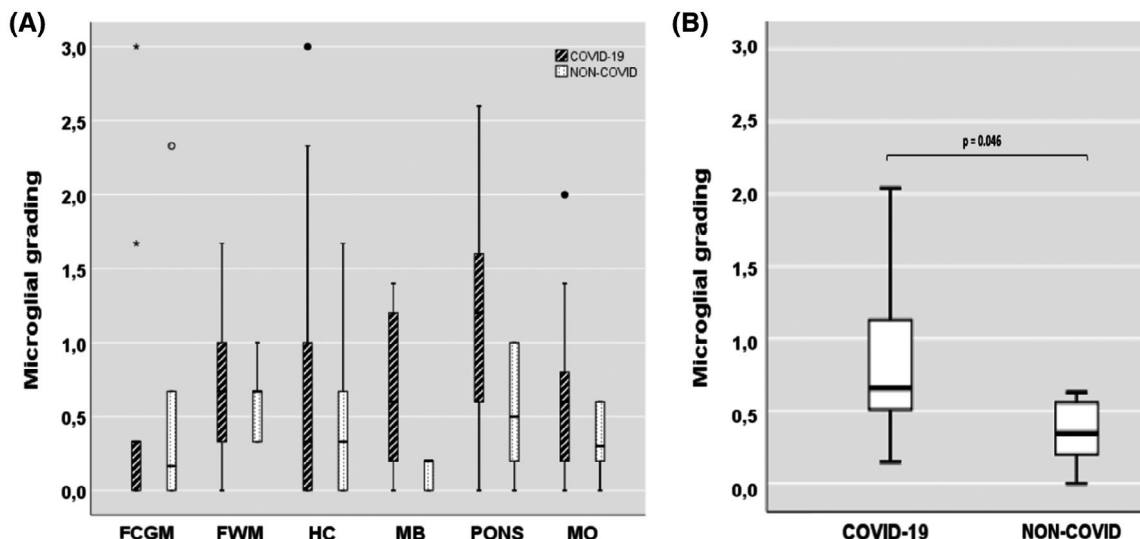 (A)
Microglial grading
3,0
2,5
2,0
1,5
1,0
0,5
0,0
COVID-19
NON-COVID
FCGM FWM HC MB PONS MO
(B)
Microglial grading
3,0
2,5
2,0
1,5
1,0
0,5
0,0
p = 0.046
COVID-19 NON-COVID